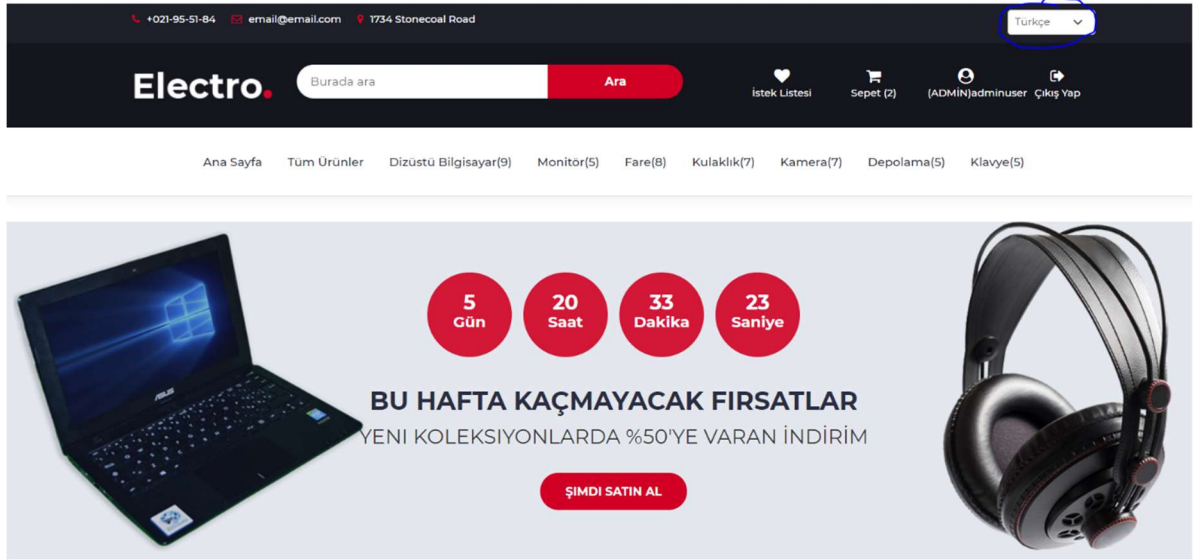 +021-95-51-84 email@email.com 1734 Stonecoal Road
Türkçe
Electro.
Burada ara
Ara
İstek Listesi
Sepet (2)
(ADMİN)adminuser
Çıkış Yap
Ana Sayfa Tüm Ürünler Dizüstü Bilgisayar(9) Monitör(5) Fare(8) Kulaklık(7) Kamera(7) Depolama(5) Klavye(5)
5
Gün
20
Saat
33
Dakika
23
Saniye
BU HAFTA KAÇMAYACAK FIRSATLAR
YENI KOLEKSIYONLARDA %50'YE VARAN İNDİRİM
ŞIMDI SATIN AL
ASUS